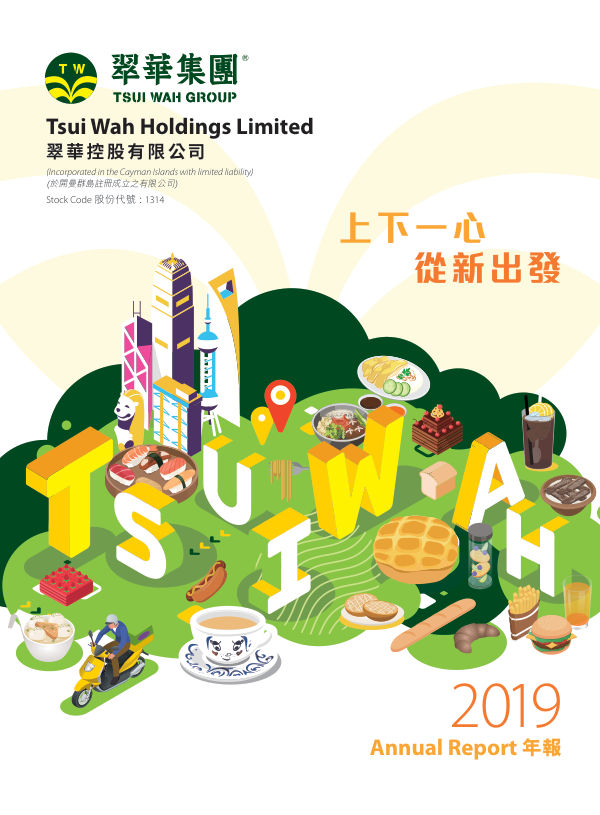 TW
翠華集團®
TSUI WAH GROUP
Tsui Wah Holdings Limited
翠華控股有限公司
(Incorporated in the Cayman Islands with limited liability)
(於開曼群島註冊成立之有限公司)
Stock Code 股份代號：1314
上下一心
從新出發
TSUI WAH
2019
Annual Report 年報